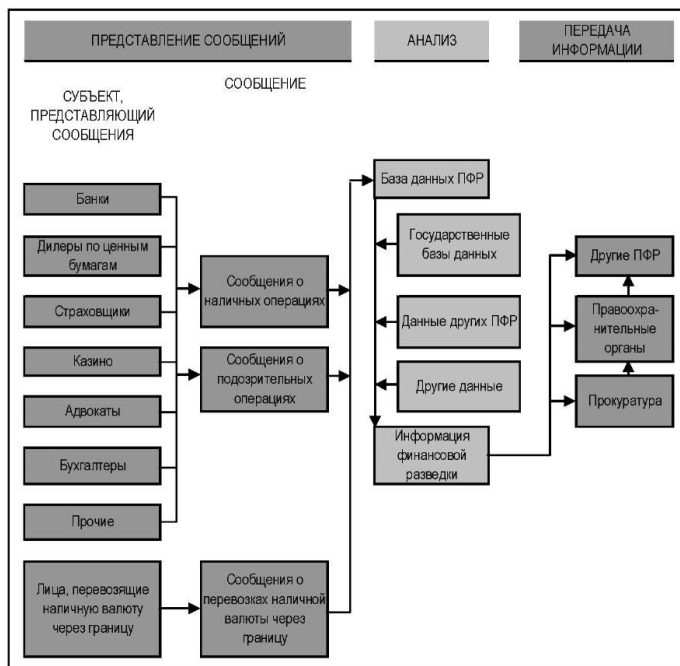 ПРЕДСТАВЛЕНИЕ СООБЩЕНИЙ
АНАЛИЗ
ПЕРЕДАЧА
ИНФОРМАЦИИ
СООБЩЕНИЕ
СУБЪЕКТ,
ПРЕДСТАВЛЯЮЩИЙ
СООБЩЕНИЯ
Банки
Дилеры по ценным
бумагам
Страховщики
Казино
Адвокаты
Бухгалтеры
Прочие
Лица, перевозящие
наличную валюту
через границу
Сообщения о
наличных операциях
Сообщения о
подозрительных
операциях
Сообщения о
перевозках наличной
валюты через
границу
База данных ПФР
Государственные
базы данных
Данные других ПФР
Другие данные
Информация
финансовой
разведки
Другие ПФР
Правоохра-
нительные
органы
Прокуратура